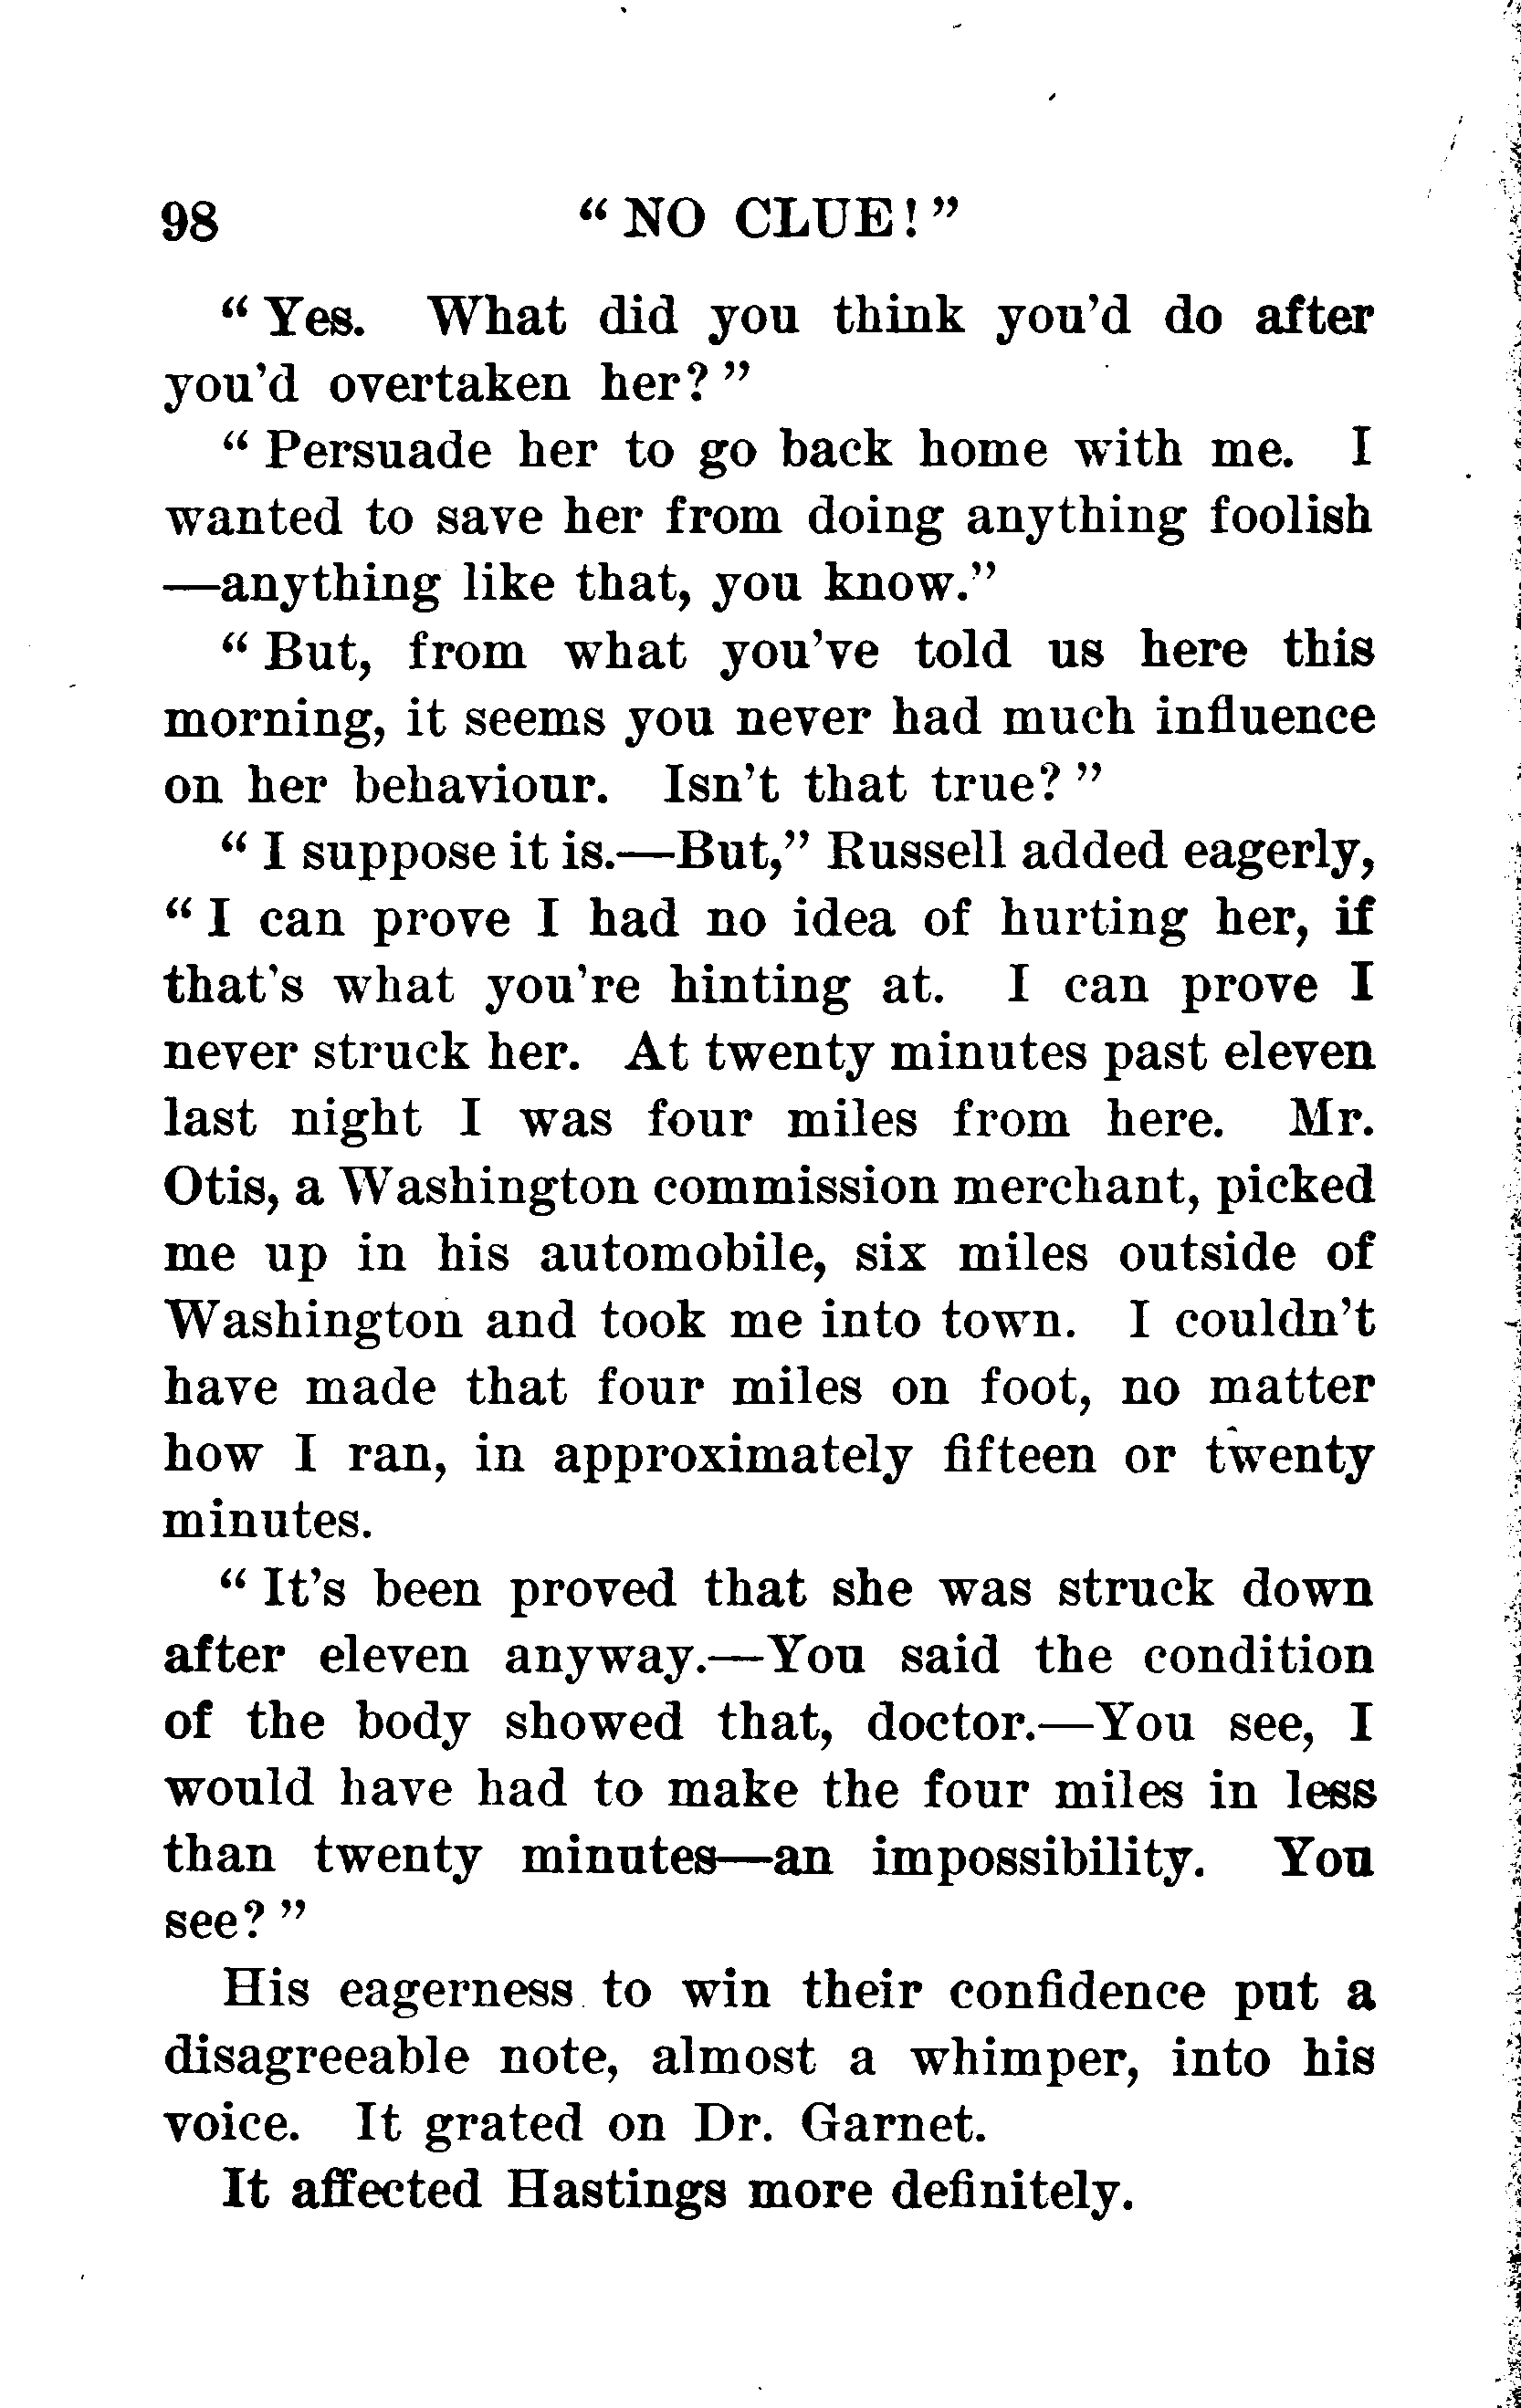 98 “ NO CLUE! ”
“ Yes. What did you think you'd do after
you'd overtaken her? ”
“ Persuade her to go back home with me. I
wanted to save her from doing anything foolish
—anything like that, you know.”
“ But, from what you've told us here this
morning, it seems you never had much influence
on her behaviour. Isn't that true? ”
“ I suppose it is.—But,” Russell added eagerly,
“ I can prove I had no idea of hurting her, if
that's what you're hinting at. I can prove I
never struck her. At twenty minutes past eleven
last night I was four miles from here. Mr.
Otis, a Washington commission merchant, picked
me up in his automobile, six miles outside of
Washington and took me into town. I couldn't
have made that four miles on foot, no matter
how I ran, in approximately fifteen or twenty
minutes.
“ It's been proved that she was struck down
after eleven anyway.—You said the condition
of the body showed that, doctor.—You see, I
would have had to make the four miles in less
than twenty minutes—an impossibility. You
see? ”
His eagerness to win their confidence put a
disagreeable note, almost a whimper, into his
voice. It grated on Dr. Garnet.
It affected Hastings more definitely.